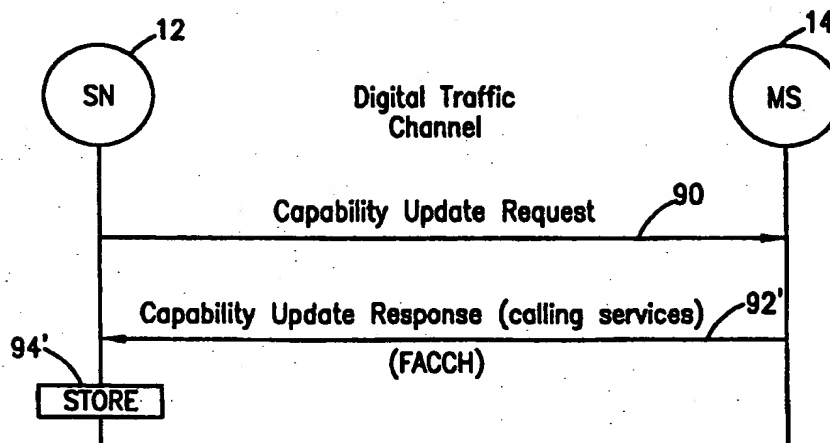 12
14
SN
Digital Traffic
Channel
MS
Capability Update Request
90
Capability Update Response (calling services)
92'
94'
(FACCH)
STORE